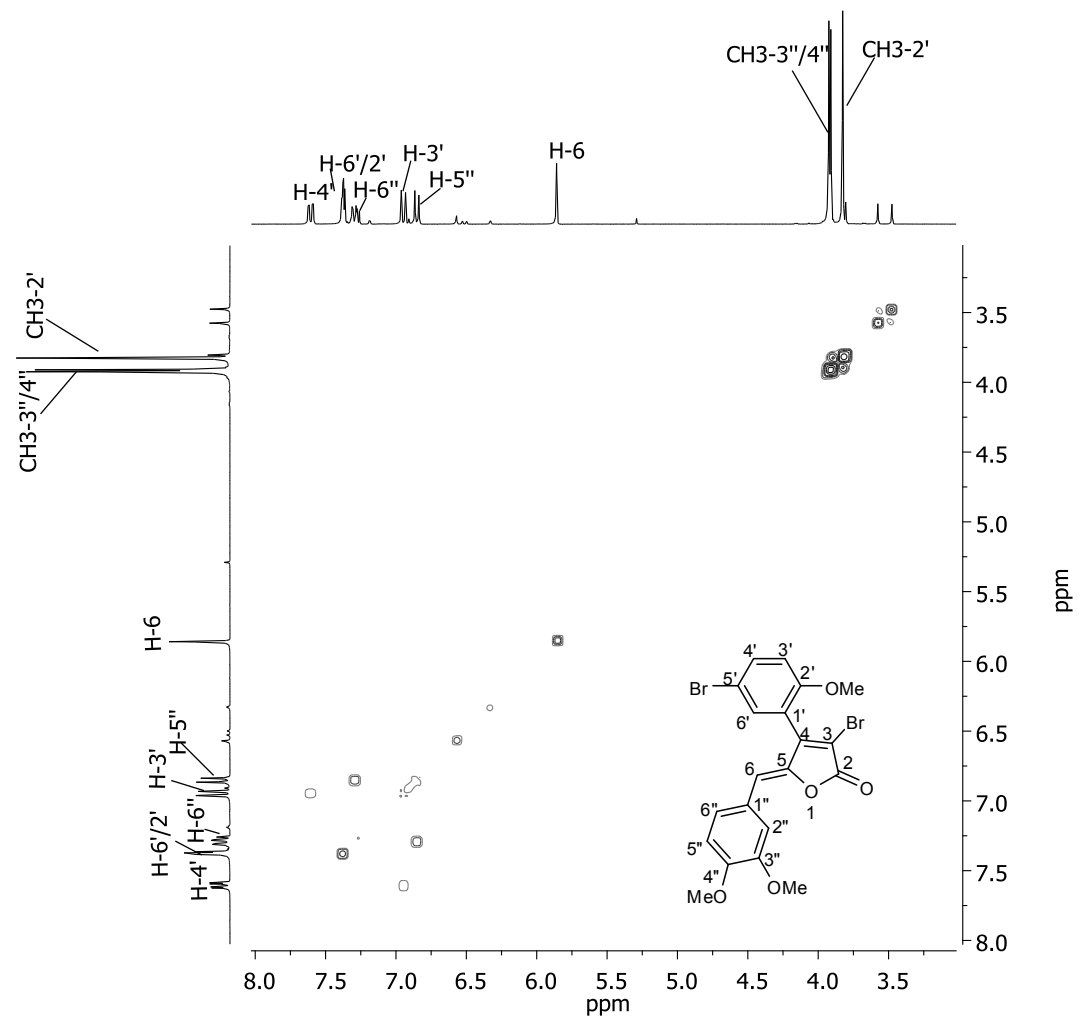 CH3-3''/4''
CH3-2'
H-6
H-3'
H-6'/2'
H-4'
H-6''
H-5''
CH3-2'
CH3-3''/4''
H-6
H-5''
H-3'
H-6''
H-6'/2'
H-4'
3.5
4.0
4.5
5.0
5.5
6.0
6.5
7.0
7.5
8.0
ppm
4' 3'
Br 5' 2' OMe
6' 1' Br
4 3
6 5 2 O
O
1
6'' 1''
2''
5'' 3''
4''
MeO OMe
8.0 7.5 7.0 6.5 6.0 5.5 5.0 4.5 4.0 3.5
ppm